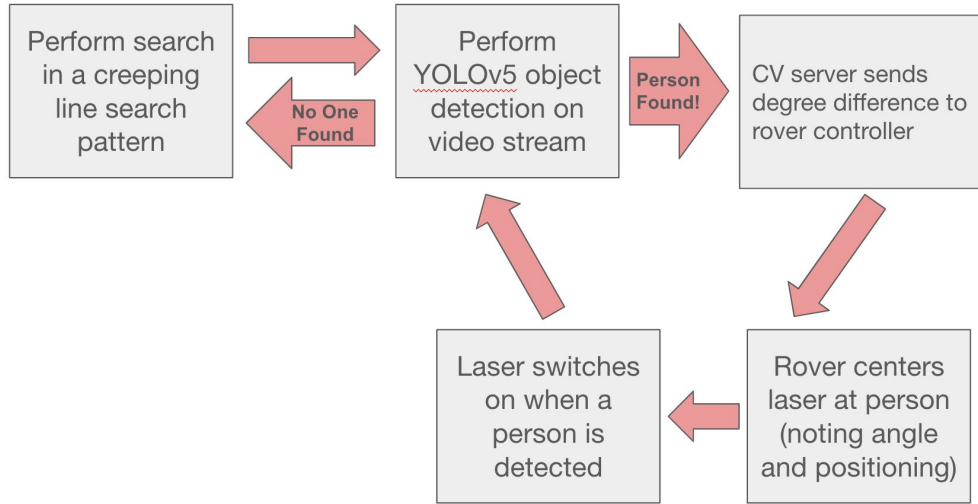 Perform search
in a creeping
line search
pattern
No One
Found
Perform
YOLOv5 object
detection on
video stream
Person
Found!
CV server sends
degree difference to
rover controller
Rover centers
laser at person
(noting angle
and positioning)
Laser switches
on when a
person is
detected